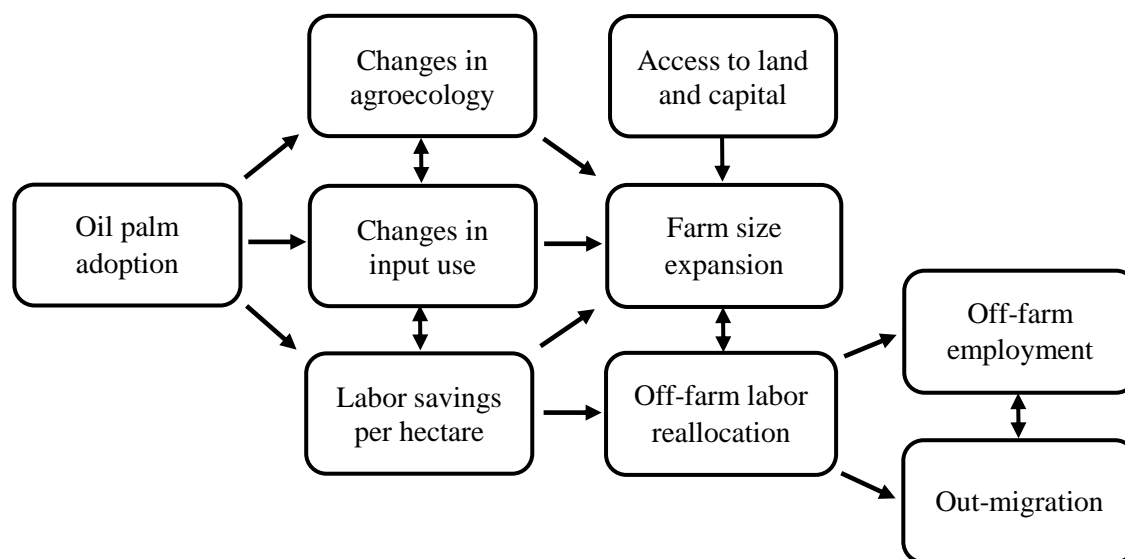 Changes in
agroecology
Access to land
and capital
Oil palm
adoption
Changes in
input use
Farm size
expansion
Labor savings
per hectare
Off-farm labor
reallocation
Off-farm
employment
Out-migration